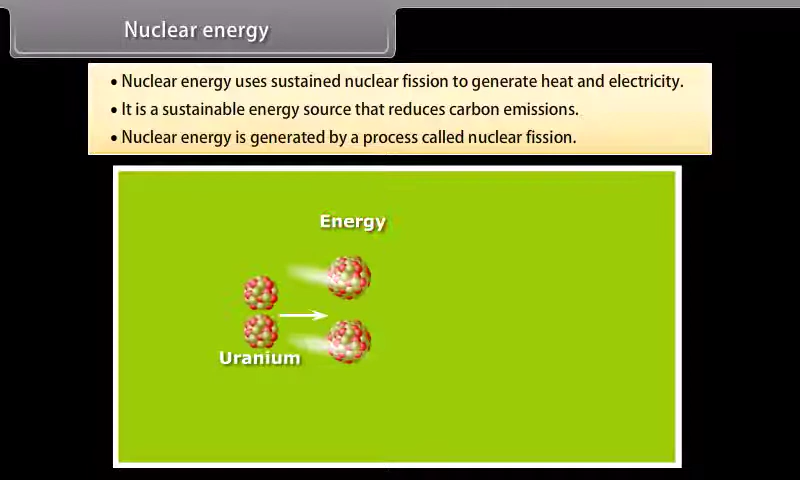 Nuclear energy
• Nuclear energy uses sustained nuclear fission to generate heat and electricity.
• It is a sustainable energy source that reduces carbon emissions.
• Nuclear energy is generated by a process called nuclear fission.
Energy
Uranium